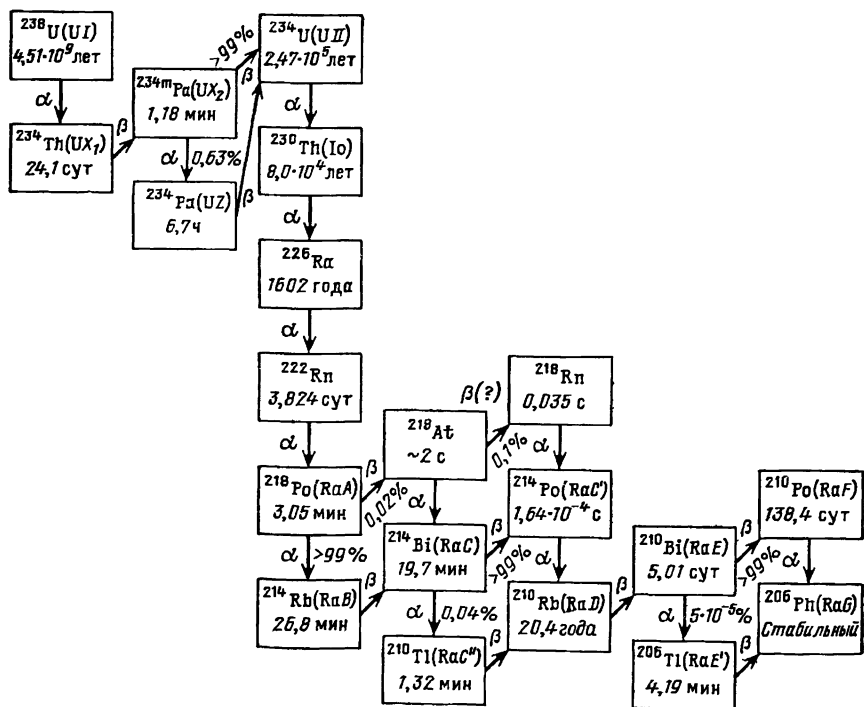 ²³⁸U(UI)
4,51·10⁹ лет
α
²³⁴Th(UX₁)
24,1 сут
β
²³⁴ᵐPa(UX₂)
1,18 мин
>99%
β
α 0,63%
²³⁴Pa(UZ)
6,7 ч
β
²³⁴U(UII)
2,47·10⁵ лет
α
²³⁰Th(Io)
8,0·10⁴ лет
α
²²⁶Ra
1602 года
α
²²²Rn
3,824 сут
α
²¹⁸Po(RaA)
3,05 мин
β
0,02%
α >99%
²¹⁴Rb(RaB)
26,8 мин
β
²¹⁸At
~2 с
β(?)
0,1%
α
²¹⁴Bi(RaC)
19,7 мин
β
>99%
α 0,04%
²¹⁰Tl(RaC")
1,32 мин
β
²¹⁸Rn
0,035 с
α
²¹⁴Po(RaC')
1,64·10⁻⁴ с
α
²¹⁰Rb(RaD)
20,4 года
β
²¹⁰Bi(RaE)
5,01 сут
β
>99%
α 5·10⁻⁵%
²⁰⁶Tl(RaE')
4,19 мин
β
²¹⁰Po(RaF)
138,4 сут
α
²⁰⁶Ph(RaG)
Стабильный